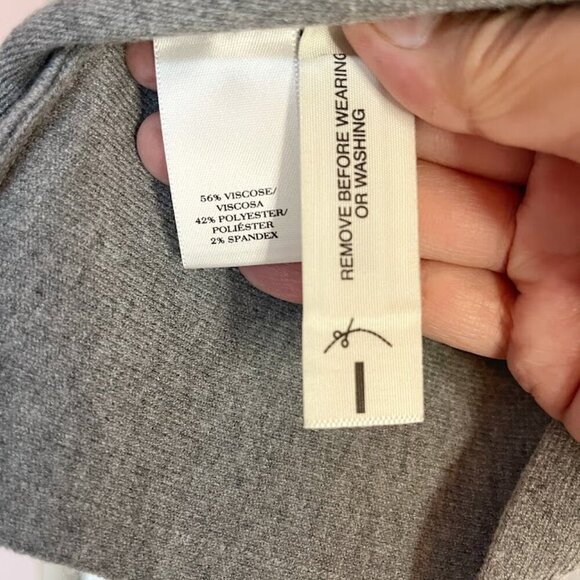 56% VISCOSE/
VISCOSA
42% POLYESTER/
POLIÉSTER
2% SPANDEX
REMOVE BEFORE WEARING
OR WASHING